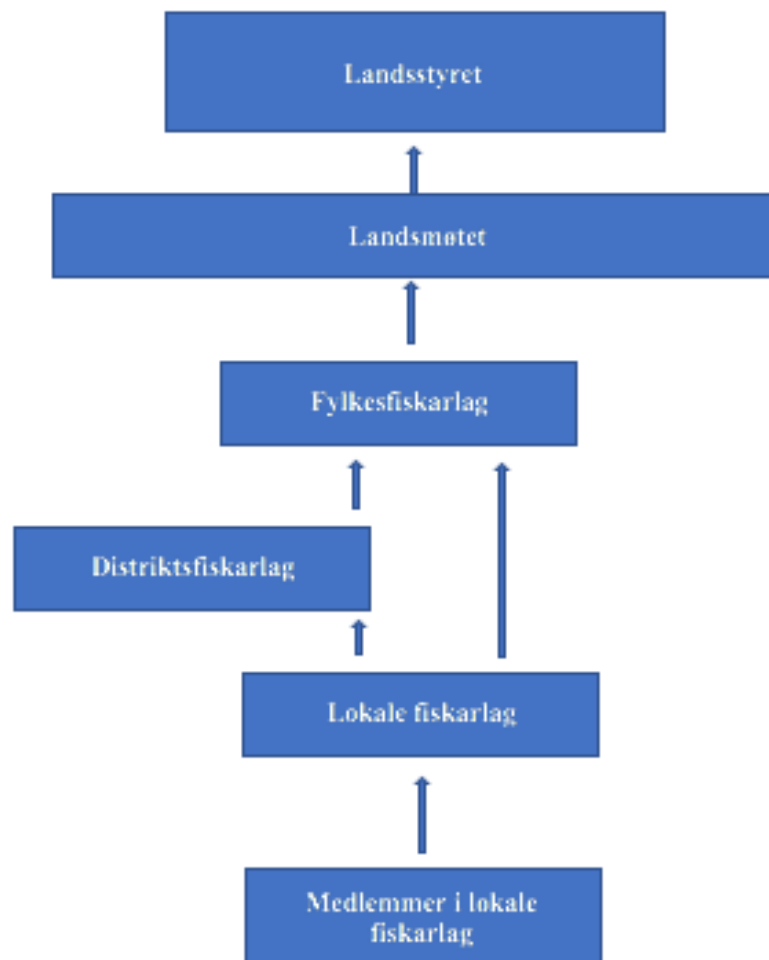 Landsstyret
Landsmøtet
Fylkesfiskarlag
Distriktsfiskarlag
Lokale fiskarlag
Medlemmer i lokale
fiskarlag